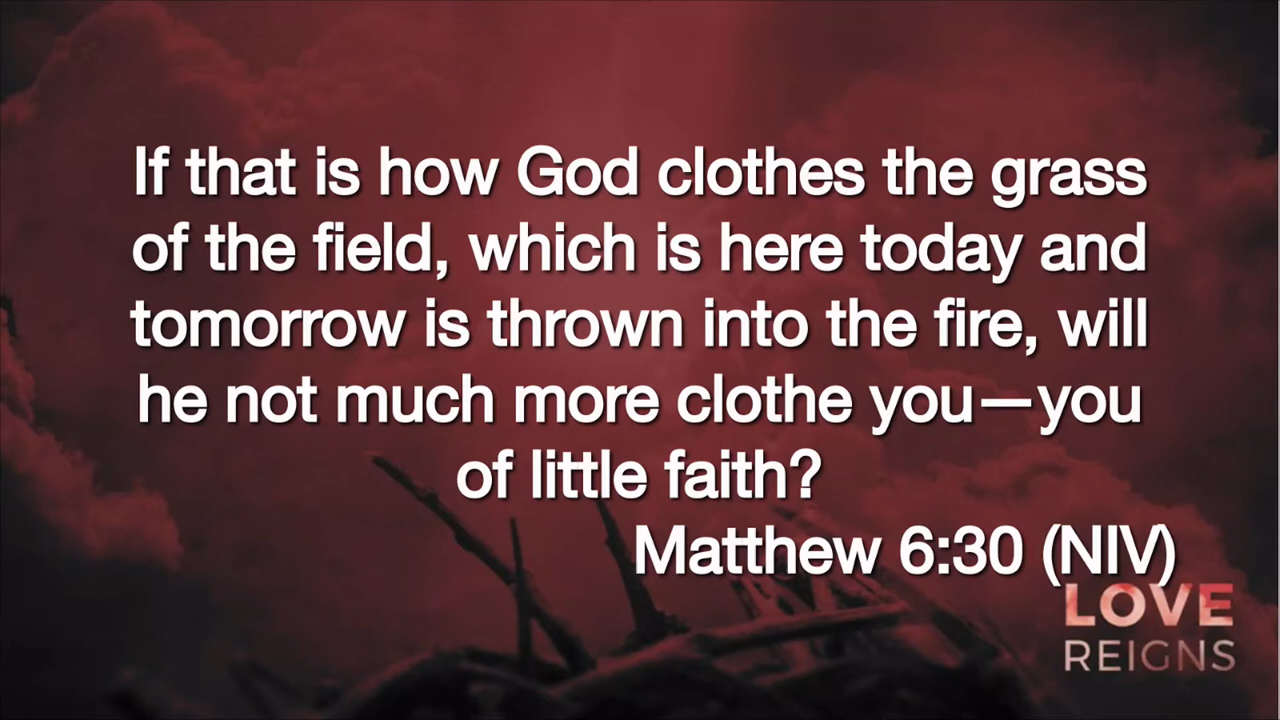 If that is how God clothes the grass
of the field, which is here today and
tomorrow is thrown into the fire, will
he not much more clothe you—you
of little faith?
Matthew 6:30 (NIV)
LOVE
REIGNS